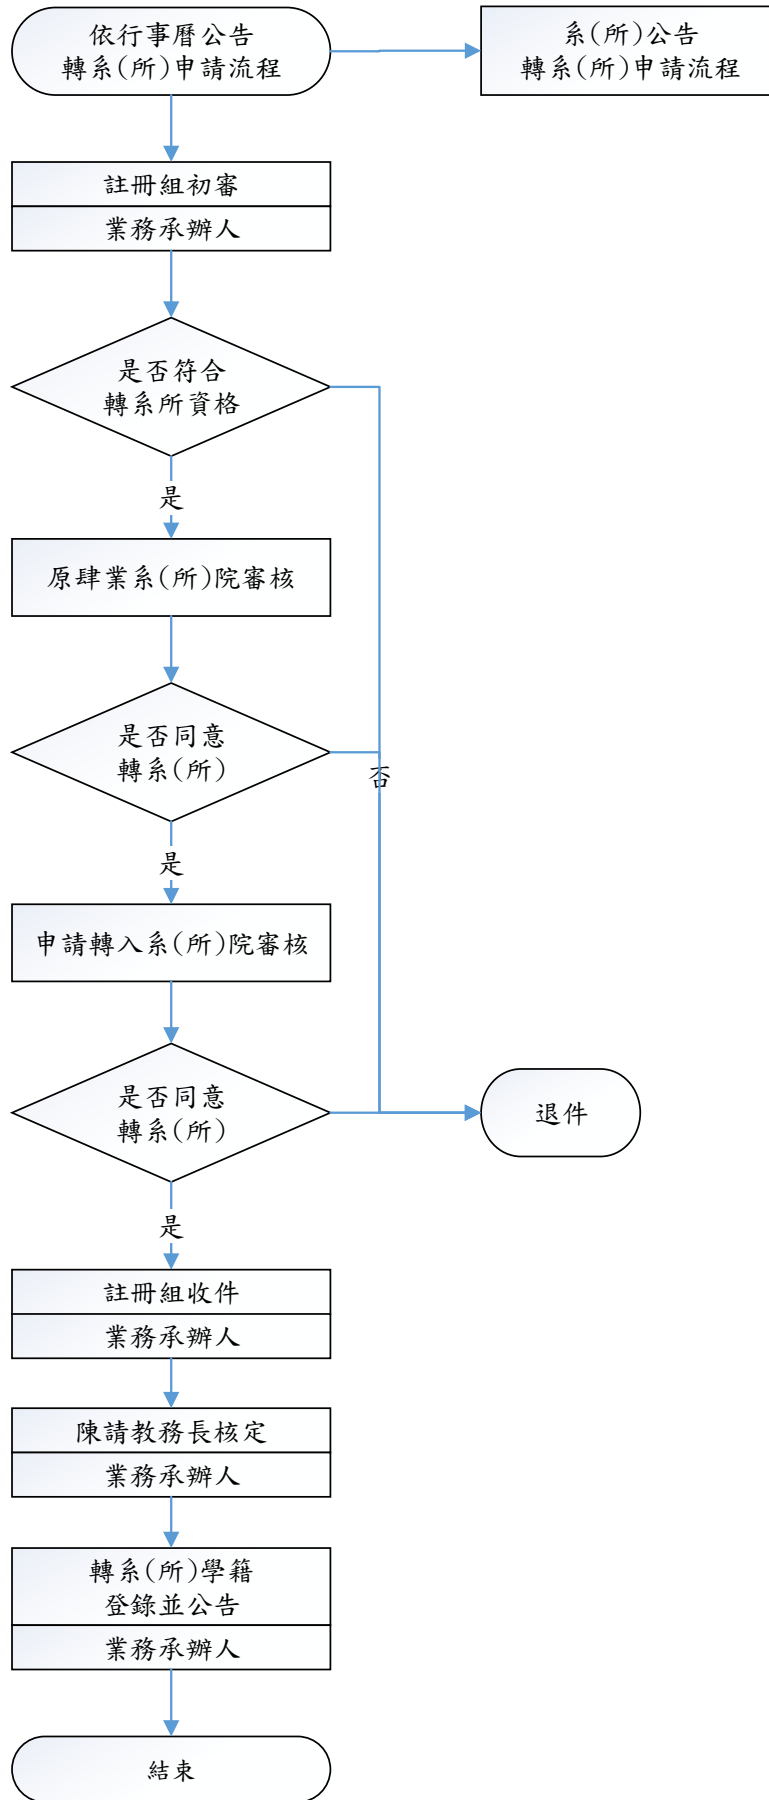 依行事曆公告
轉系(所)申請流程
系(所)公告
轉系(所)申請流程
註冊組初審
業務承辦人
是否符合
轉系所資格
是
原肄業系(所)院審核
是否同意
轉系(所)
否
是
申請轉入系(所)院審核
是否同意
轉系(所)
退件
是
註冊組收件
業務承辦人
陳請教務長核定
業務承辦人
轉系(所)學籍
登錄並公告
業務承辦人
結束